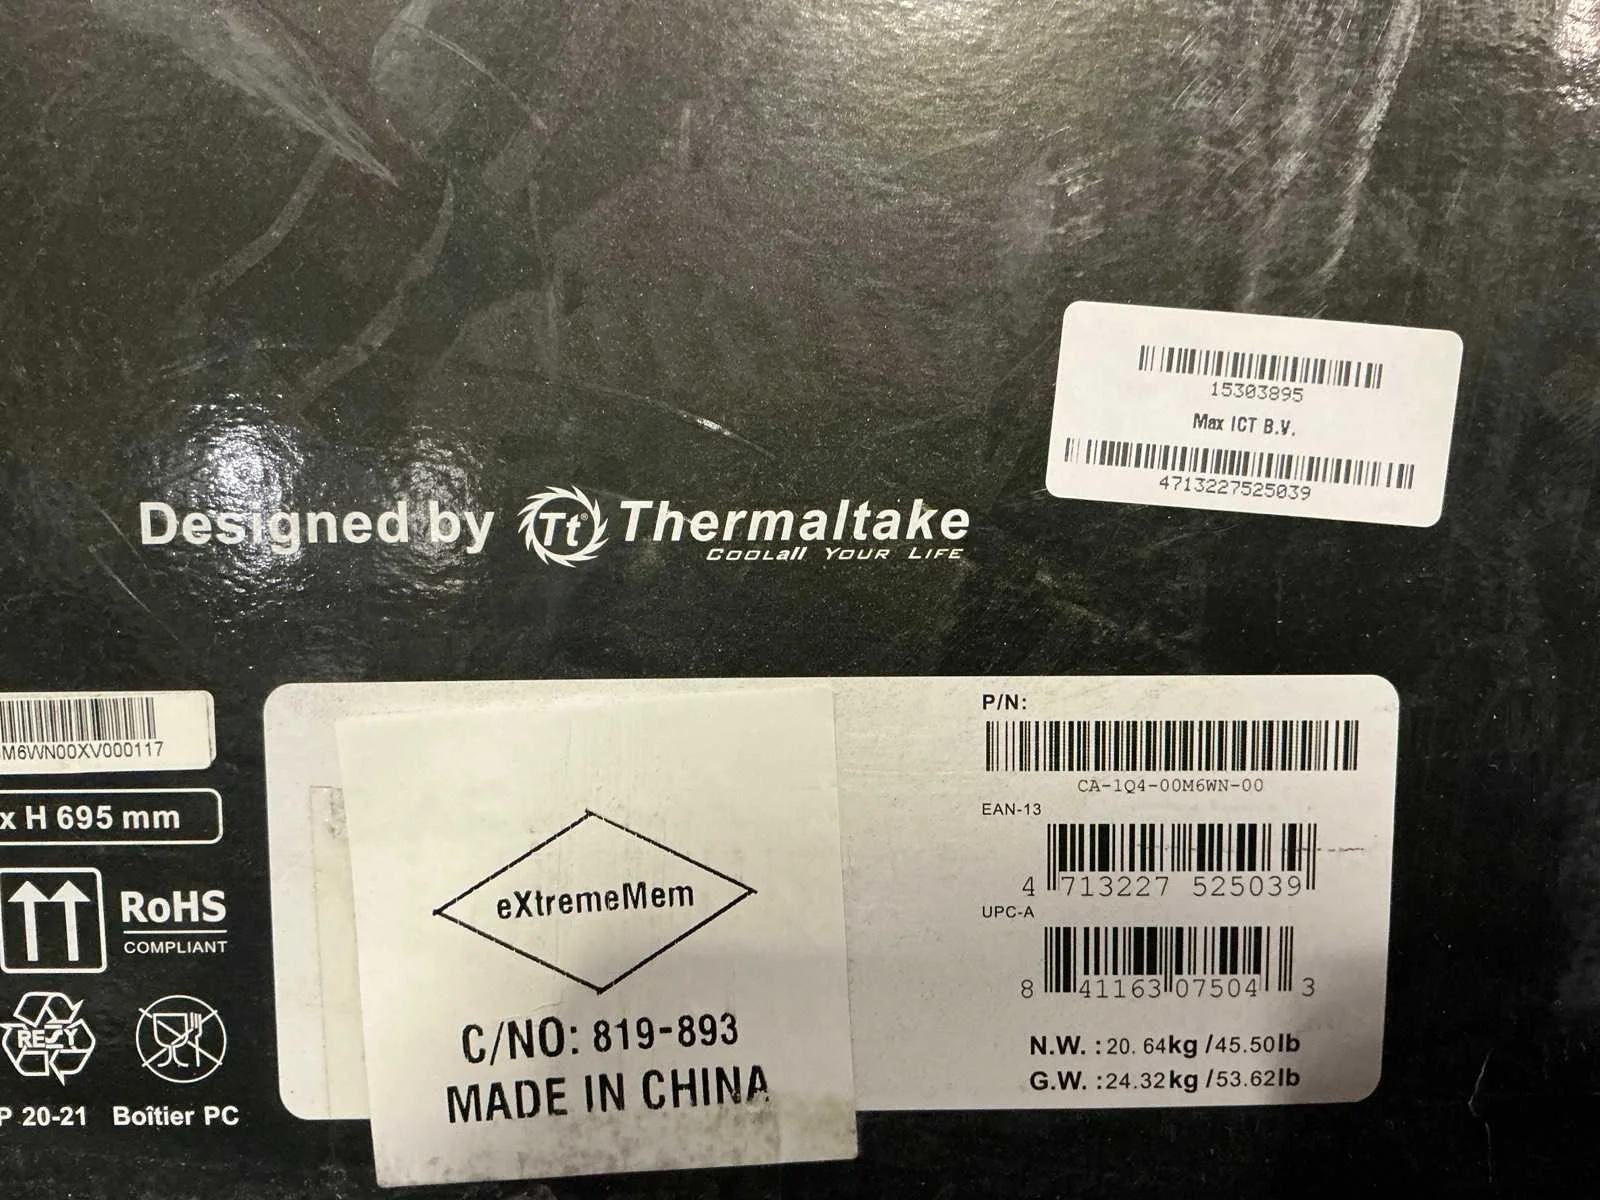 15303895
Max ICT B.V.
4713227525039
Designed by Tt® Thermaltake
COOLall YOUR LIFE
M6WN00XV000117
x H 695 mm
RoHS
COMPLIANT
RESY
P 20-21
Boîtier PC
eXtremeMem
C/NO: 819-893
MADE IN CHINA
P/N:
CA-1Q4-00M6WN-00
EAN-13
4 713227 525039
UPC-A
8 41163 07504 3
N.W. :20.64kg /45.50lb
G.W. :24.32kg /53.62lb